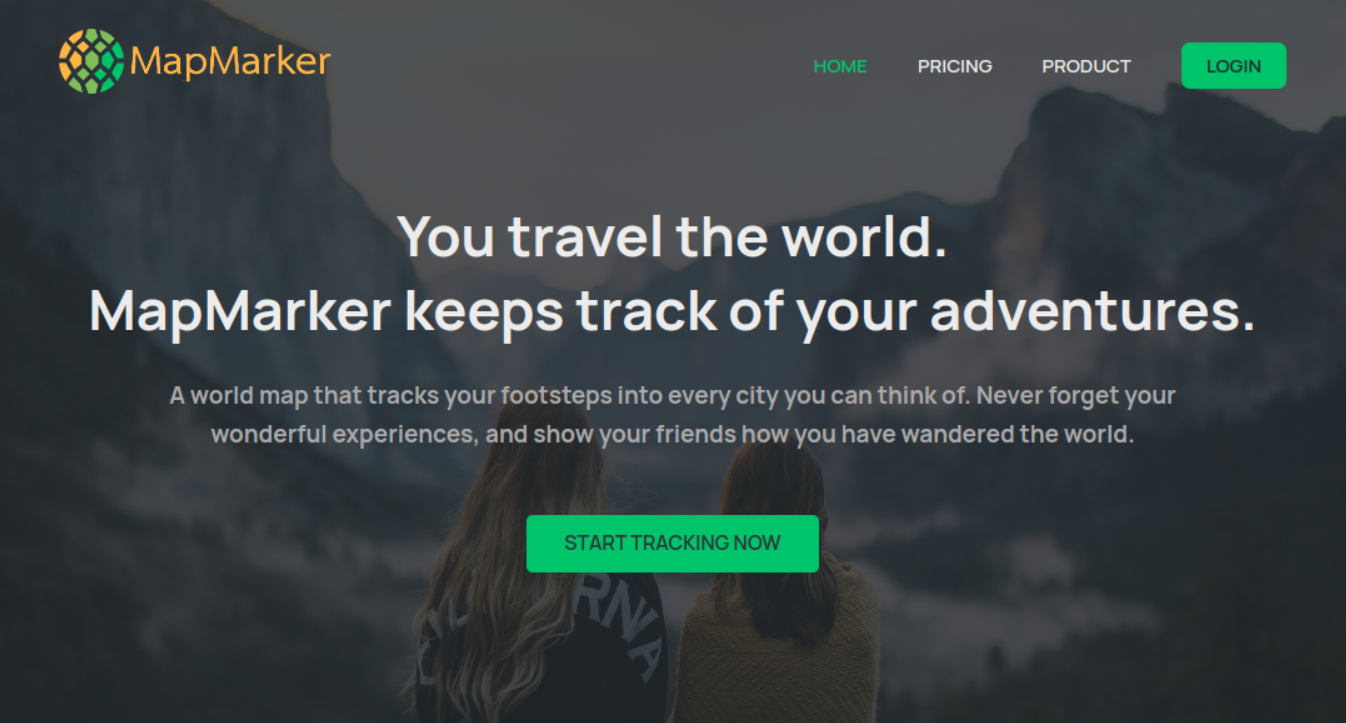 MapMarker
HOME
PRICING
PRODUCT
LOGIN
You travel the world.
MapMarker keeps track of your adventures.
A world map that tracks your footsteps into every city you can think of. Never forget your
wonderful experiences, and show your friends how you have wandered the world.
START TRACKING NOW